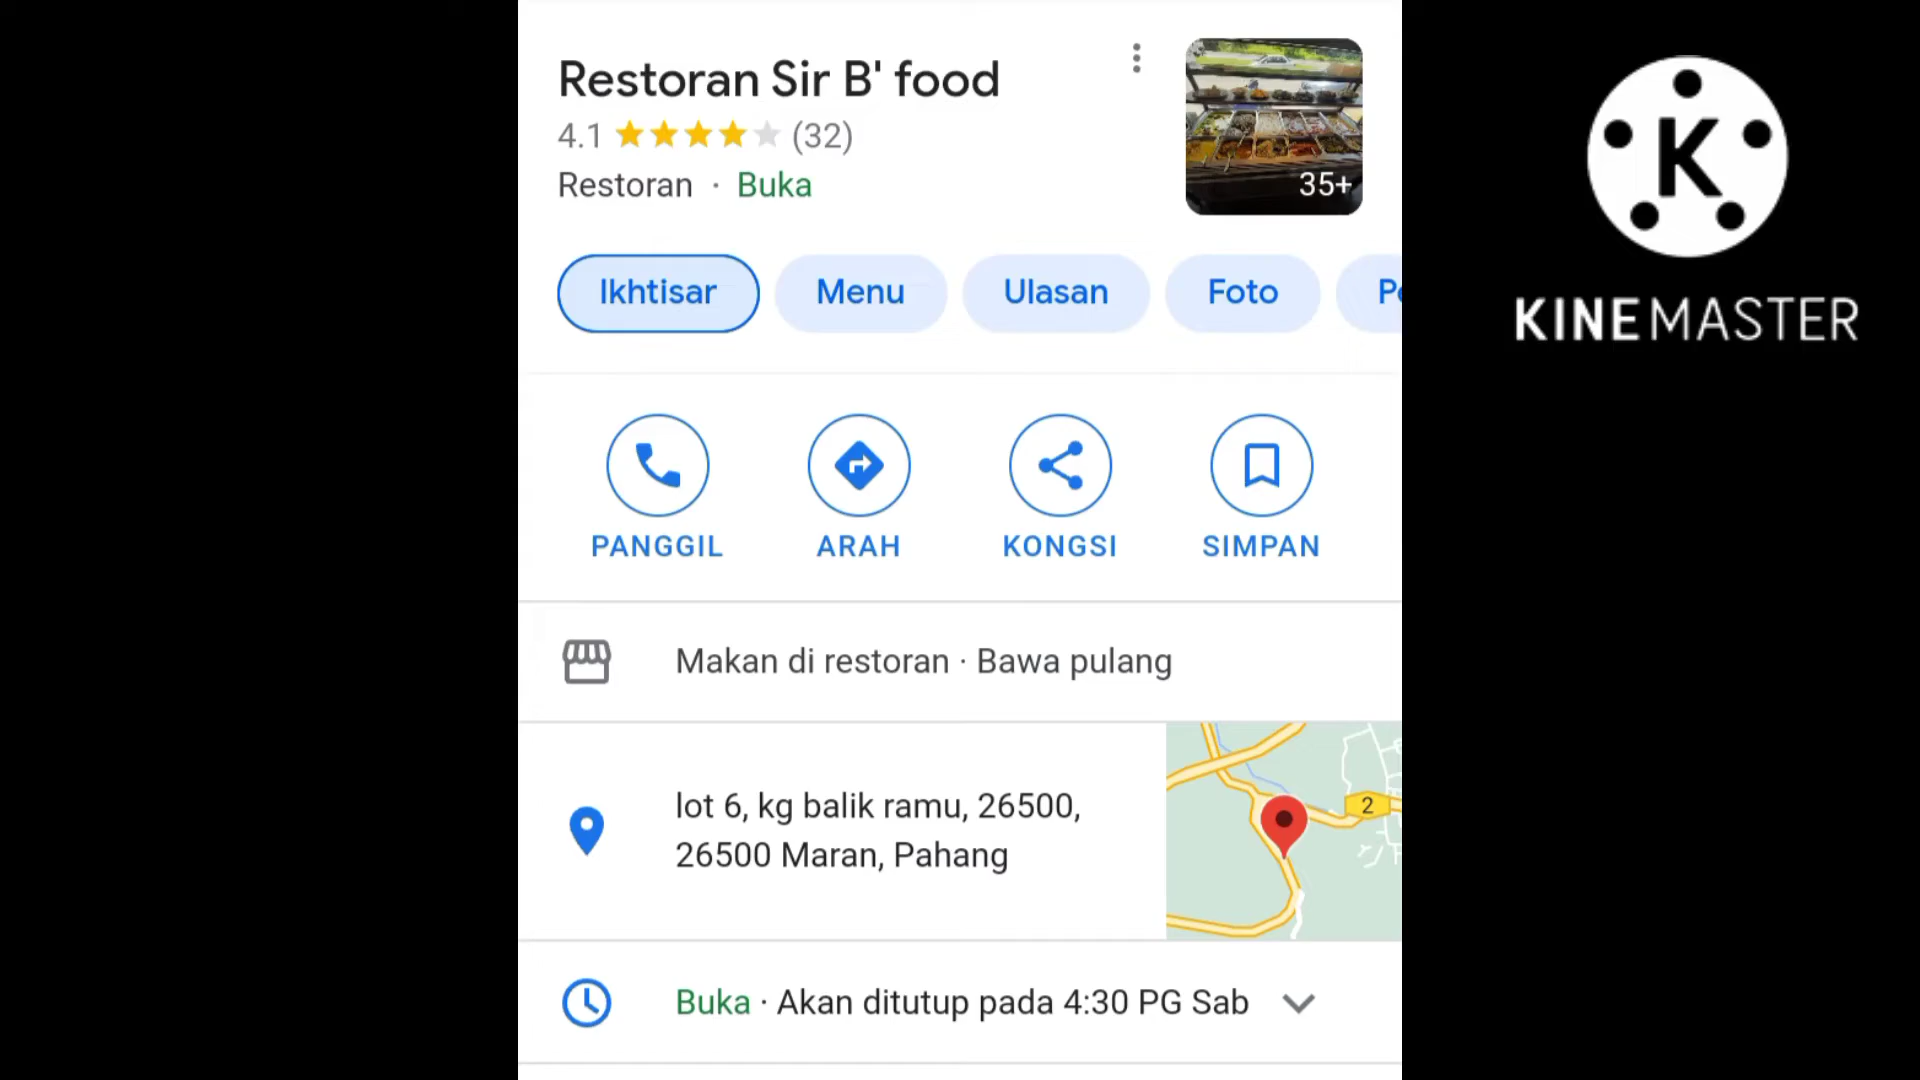 Restoran Sir B' food
4.1 (32)
Restoran · Buka
35+
Ikhtisar
Menu
Ulasan
Foto
PANGGIL
ARAH
KONGSI
SIMPAN
Makan di restoran · Bawa pulang
lot 6, kg balik ramu, 26500,
26500 Maran, Pahang
2
Buka · Akan ditutup pada 4:30 PG Sab
K
KINEMASTER